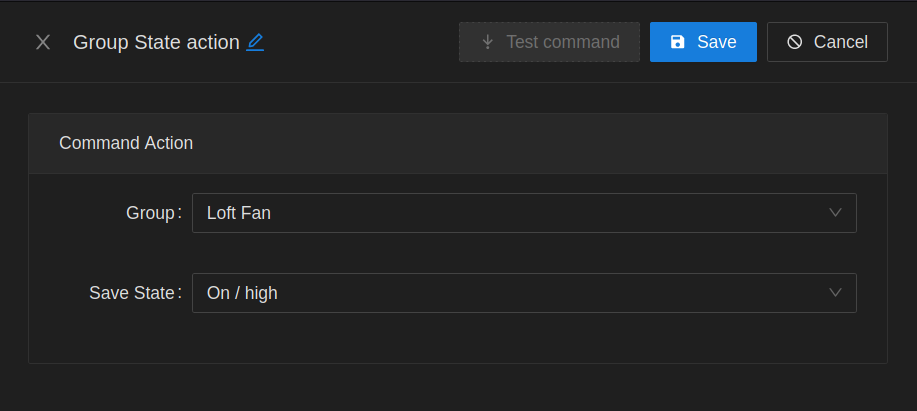 Group State action
Test command
Save
Cancel
Command Action
Group:
Loft Fan
Save State:
On / high